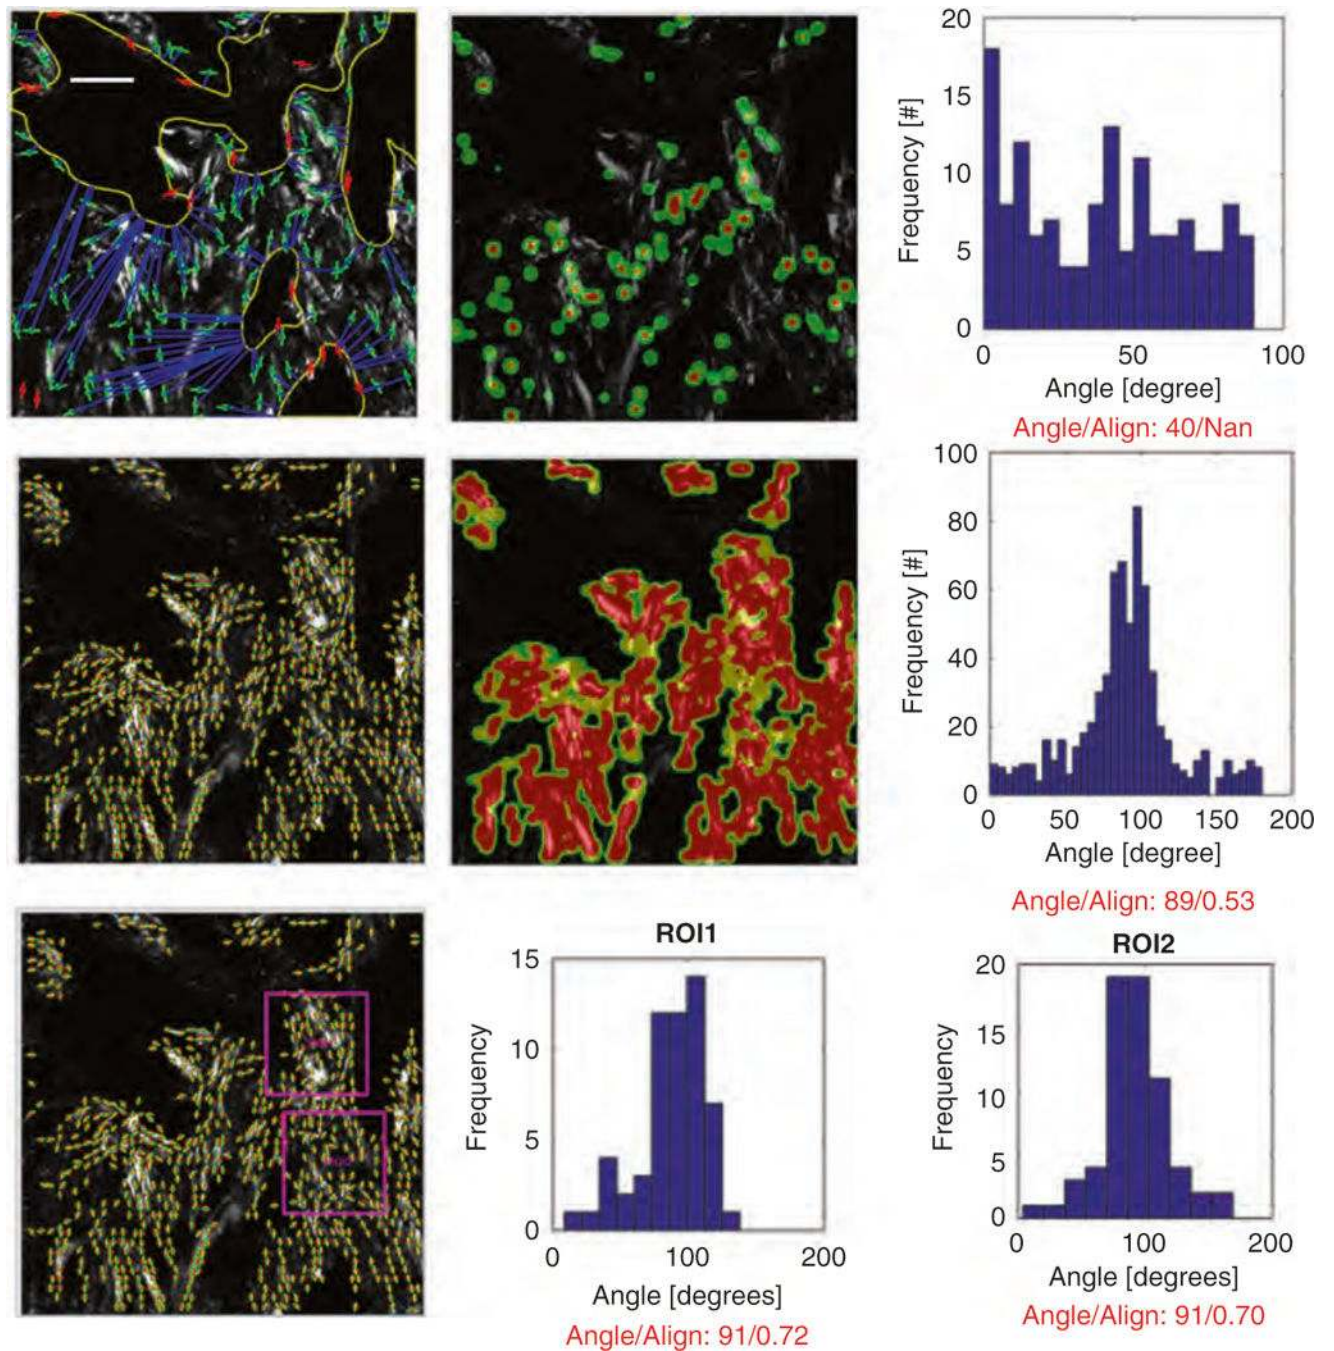 20
15
10
5
0
Frequency [#]
0 50 100
Angle [degree]
Angle/Align: 40/Nan
100
80
60
40
20
0
Frequency [#]
0 50 100 150 200
Angle [degree]
Angle/Align: 89/0.53
ROI1
15
10
5
0
Frequency
0 100 200
Angle [degrees]
Angle/Align: 91/0.72
ROI2
20
15
10
5
0
Frequency
0 100 200
Angle [degrees]
Angle/Align: 91/0.70